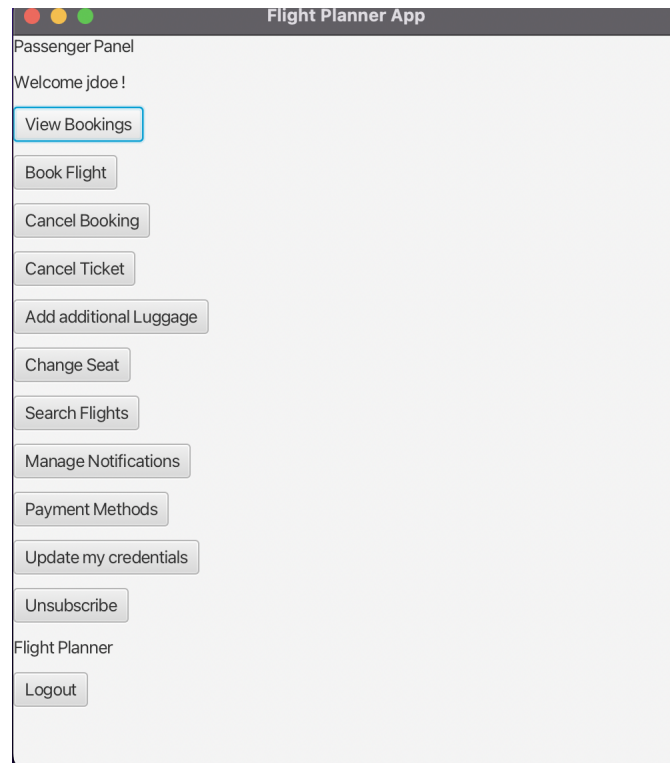 Flight Planner App
Passenger Panel
Welcome jdoe !
View Bookings
Book Flight
Cancel Booking
Cancel Ticket
Add additional Luggage
Change Seat
Search Flights
Manage Notifications
Payment Methods
Update my credentials
Unsubscribe
Flight Planner
Logout